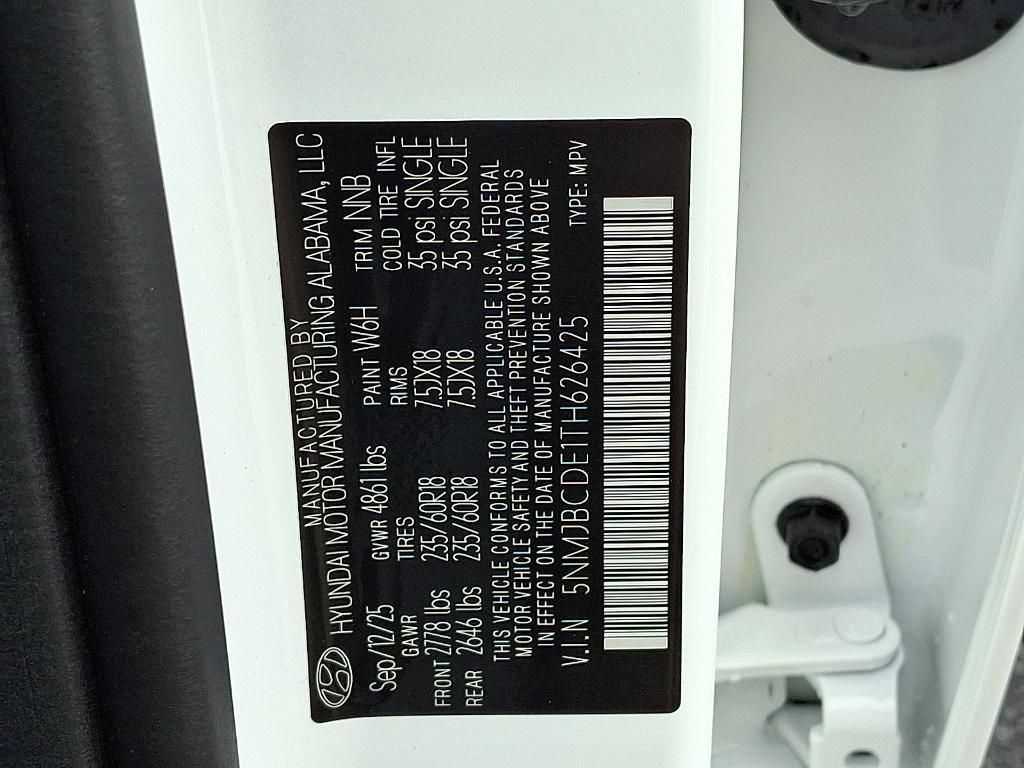 MANUFACTURED BY
HYUNDAI MOTOR MANUFACTURING ALABAMA, LLC
Sep/12/25 GVWR 4861 lbs PAINT W6H TRIM NNB
GAWR TIRES RIMS COLD TIRE INFL
FRONT 2778 lbs 235/60R18 7.5JX18 35 psi SINGLE
REAR 2646 lbs 235/60R18 7.5JX18 35 psi SINGLE
THIS VEHICLE CONFORMS TO ALL APPLICABLE U.S.A. FEDERAL
MOTOR VEHICLE SAFETY AND THEFT PREVENTION STANDARDS
IN EFFECT ON THE DATE OF MANUFACTURE SHOWN ABOVE
V.I.N 5NMJBCDE1TH626425 TYPE: MPV